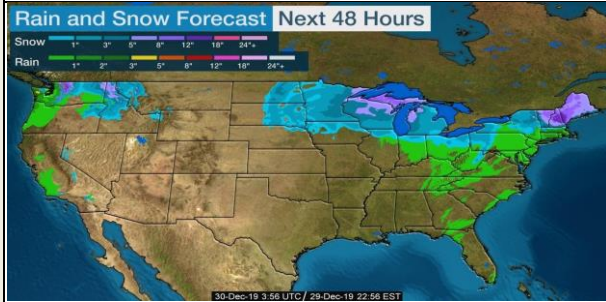 Rain and Snow Forecast Next 48 Hours
Snow 1" 3" 5" 8" 12" 18" 24"+
Rain 1" 2" 3" 5" 8" 12" 18" 24"+
30-Dec-19 3:56 UTC / 29-Dec-19 22:56 EST